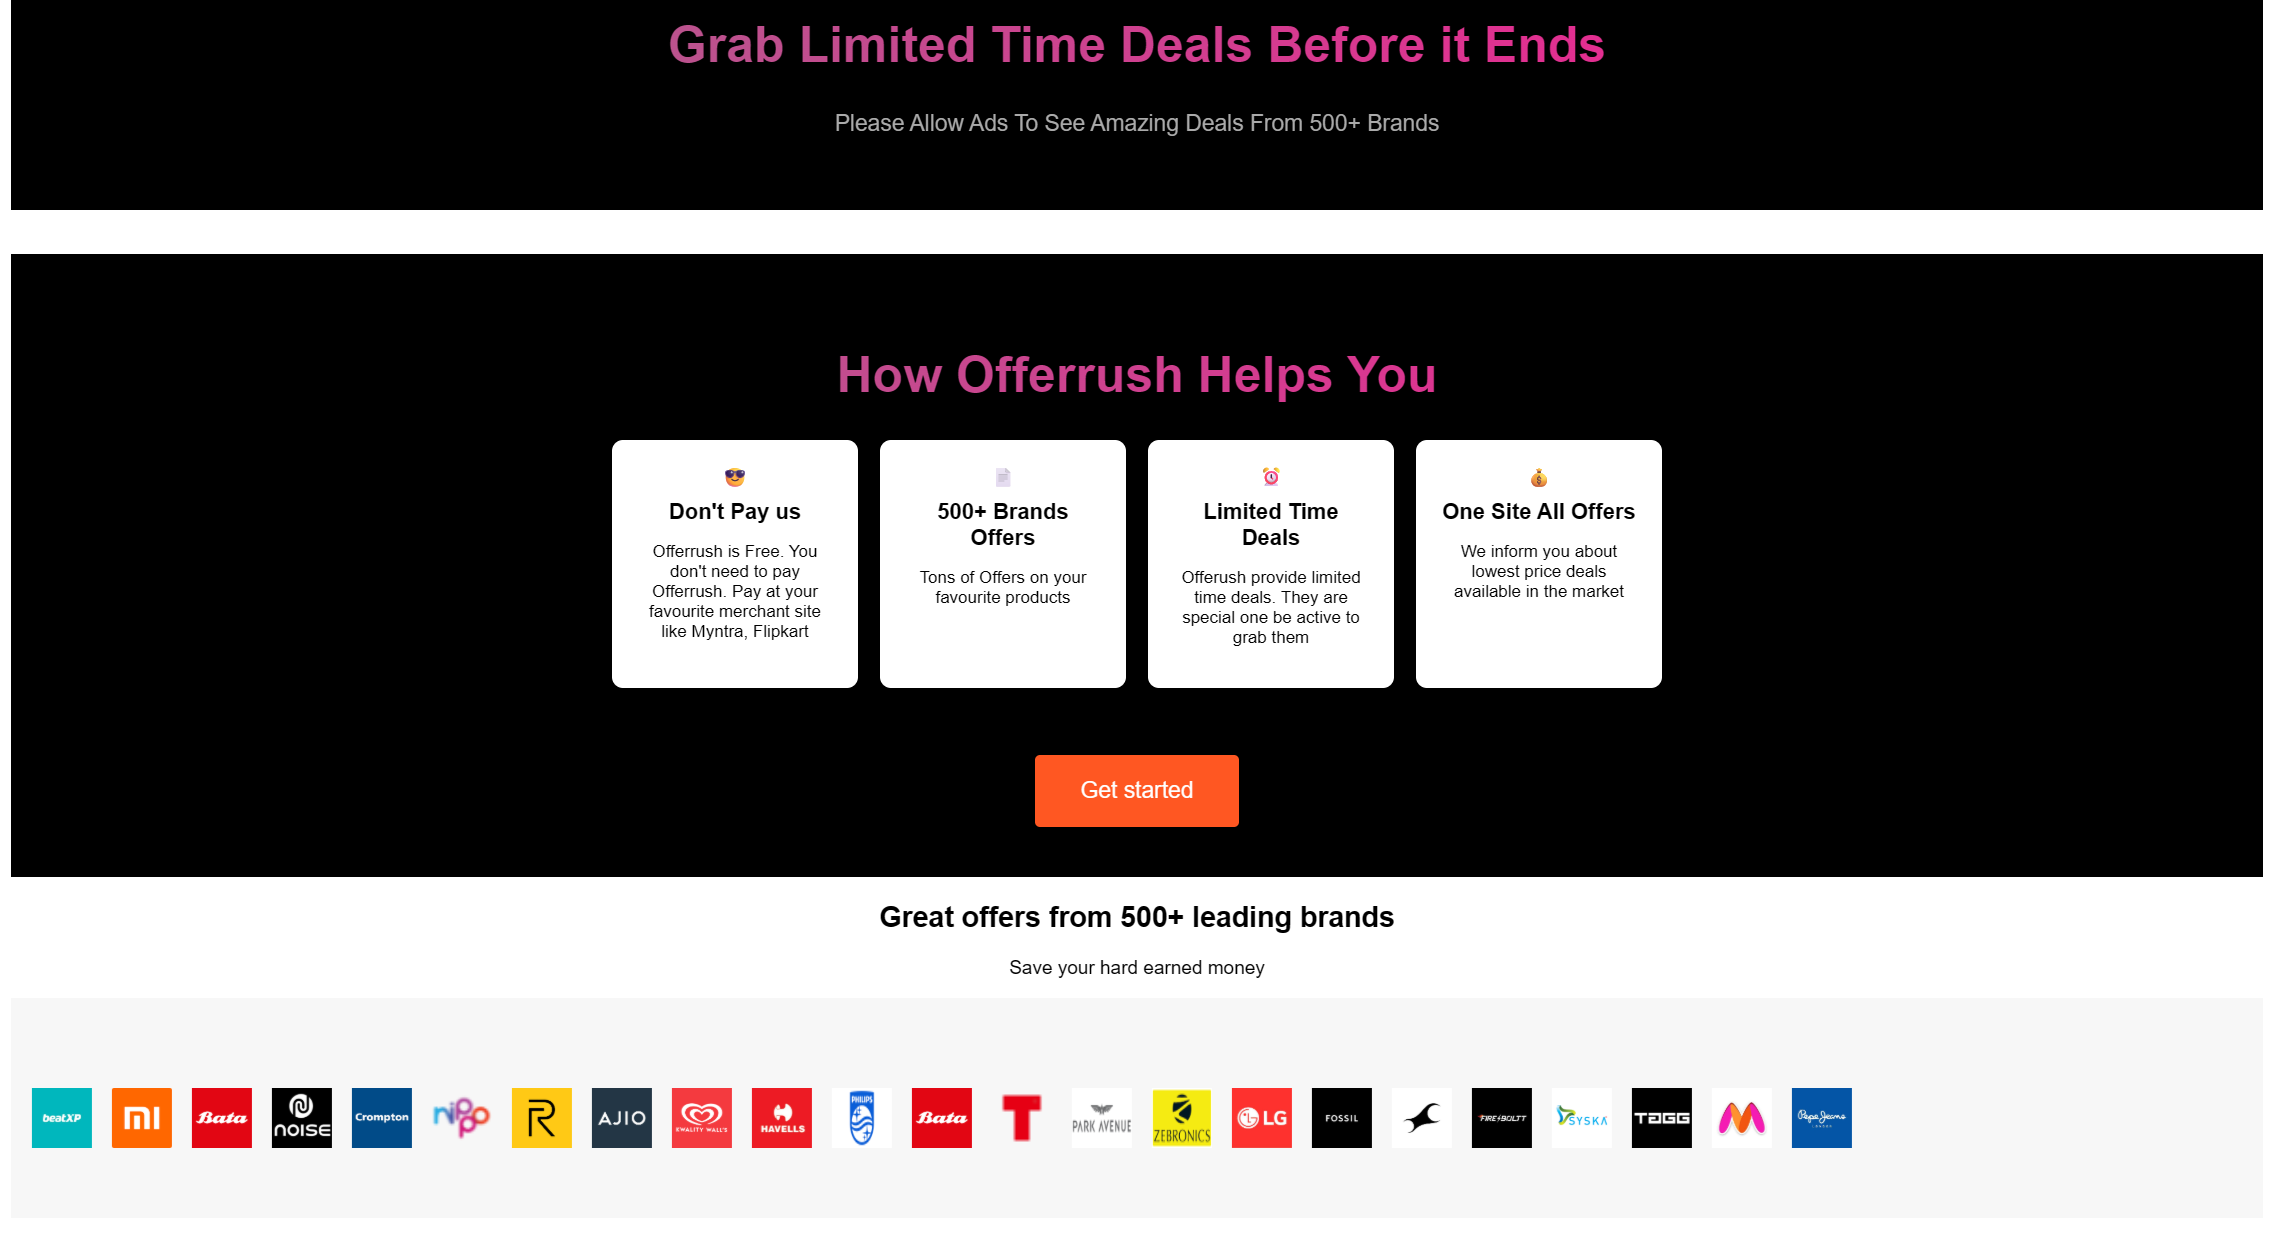 Grab Limited Time Deals Before it Ends
Please Allow Ads To See Amazing Deals From 500+ Brands
How Offerrush Helps You
Don't Pay us
Offerrush is Free. You
don't need to pay
Offerrush. Pay at your
favourite merchant site
like Myntra, Flipkart
500+ Brands
Offers
Tons of Offers on your
favourite products
Limited Time
Deals
Offerush provide limited
time deals. They are
special one be active to
grab them
One Site All Offers
We inform you about
lowest price deals
available in the market
Get started
Great offers from 500+ leading brands
Save your hard earned money
beatXP
mi
Bata
NOISE
Crompton
nippo
R
AJIO
KWALITY WALL'S
HAVELLS
PHILIPS
Bata
T
PARK AVENUE
ZEBRONICS
LG
FOSSIL
FIRE-BOLTT
SYSKA
TAGG
Pepe Jeans
LONDON